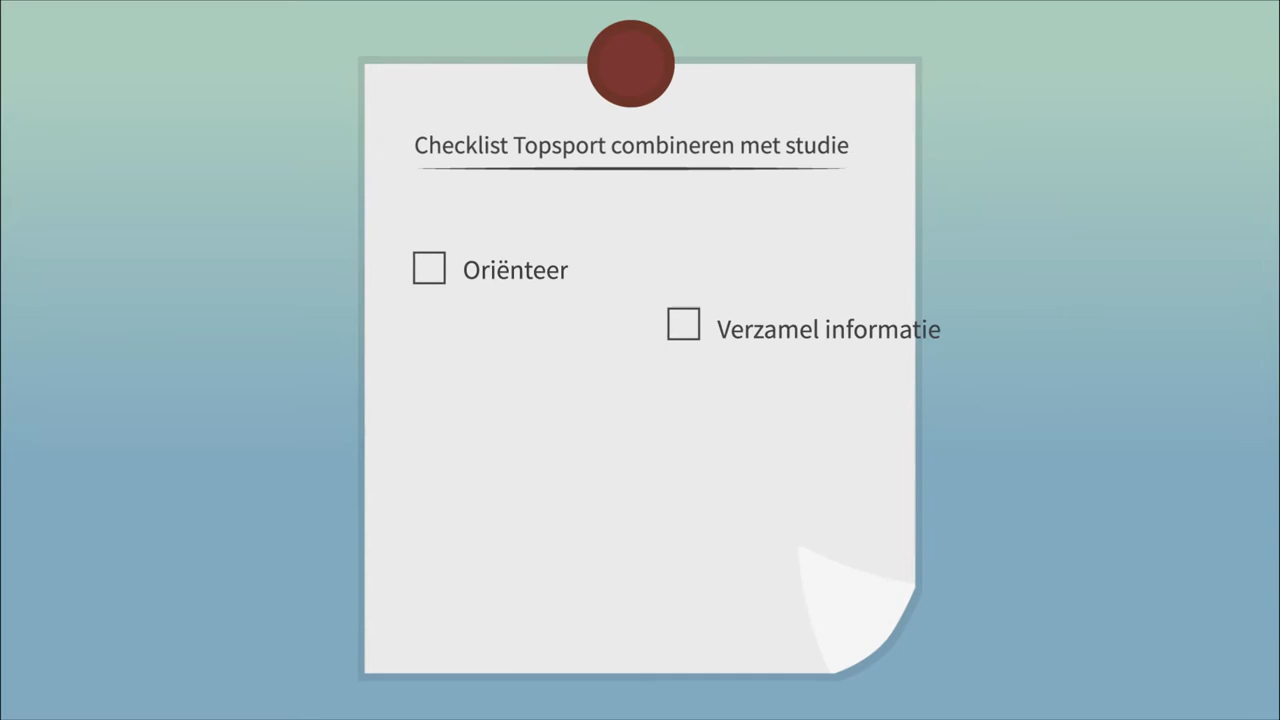 Checklist Topsport combineren met studie
Oriënteer
Verzamel informatie